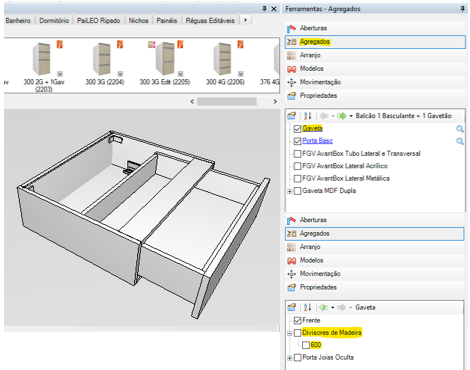 Ferramentas - Agregados
Banheiro
Dormitório
PaiLEO Ripado
Nichos
Painéis
Réguas Editáveis
300 2G + 1Gav
(2203)
300 3G (2204)
300 3G Edit (2205)
300 4G (2206)
376 4G
Aberturas
Agregados
Arranjo
Modelos
Movimentação
Propriedades
Balcão 1 Basculante + 1 Gavetão
Gaveta
Porta Basc
FGV AvantBox Tubo Lateral e Transversal
FGV AvantBox Lateral Acrílico
FGV AvantBox Lateral Metálica
Gaveta MDF Dupla
Aberturas
Agregados
Arranjo
Modelos
Movimentação
Propriedades
Gaveta
Frente
Divisores de Madeira
600
Porta Joias Oculta